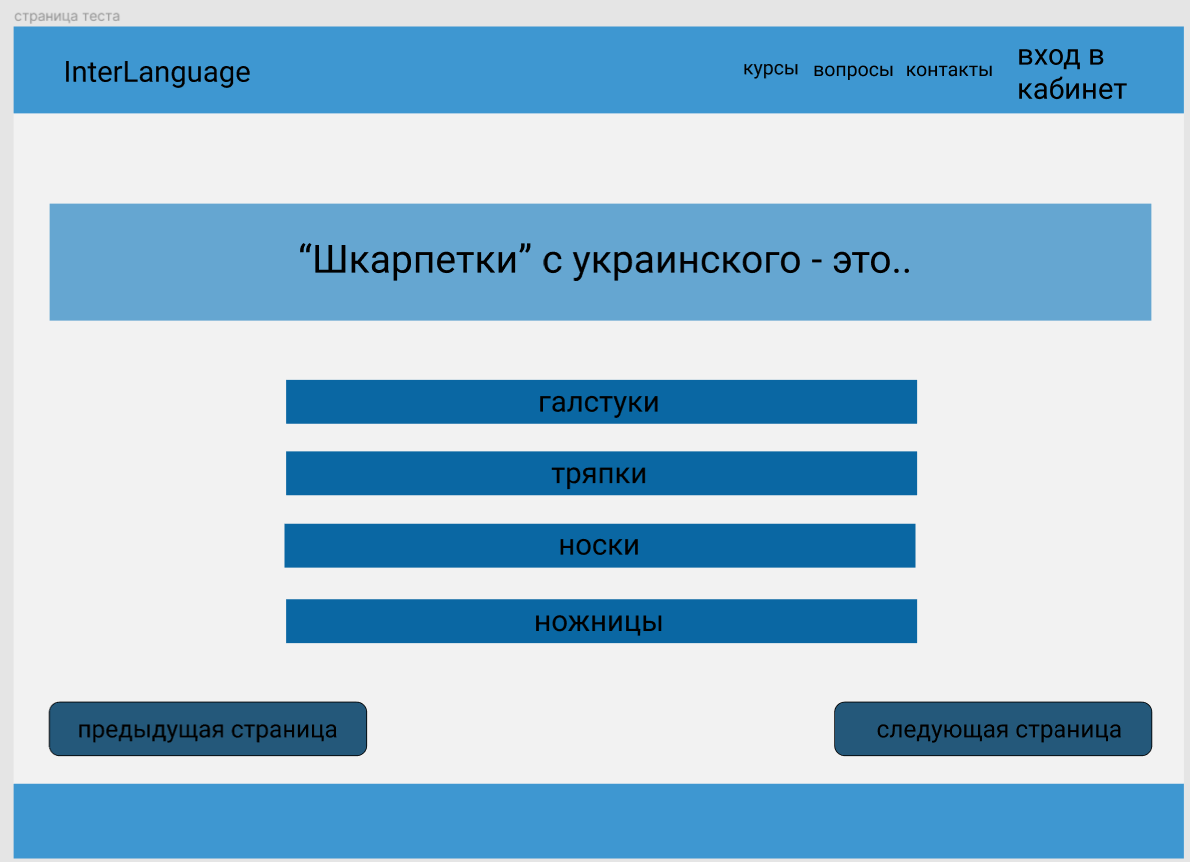 страница теста
InterLanguage
курсы вопросы контакты
вход в
кабинет
“Шкарпетки” с украинского - это..
галстуки
тряпки
носки
ножницы
предыдущая страница
следующая страница